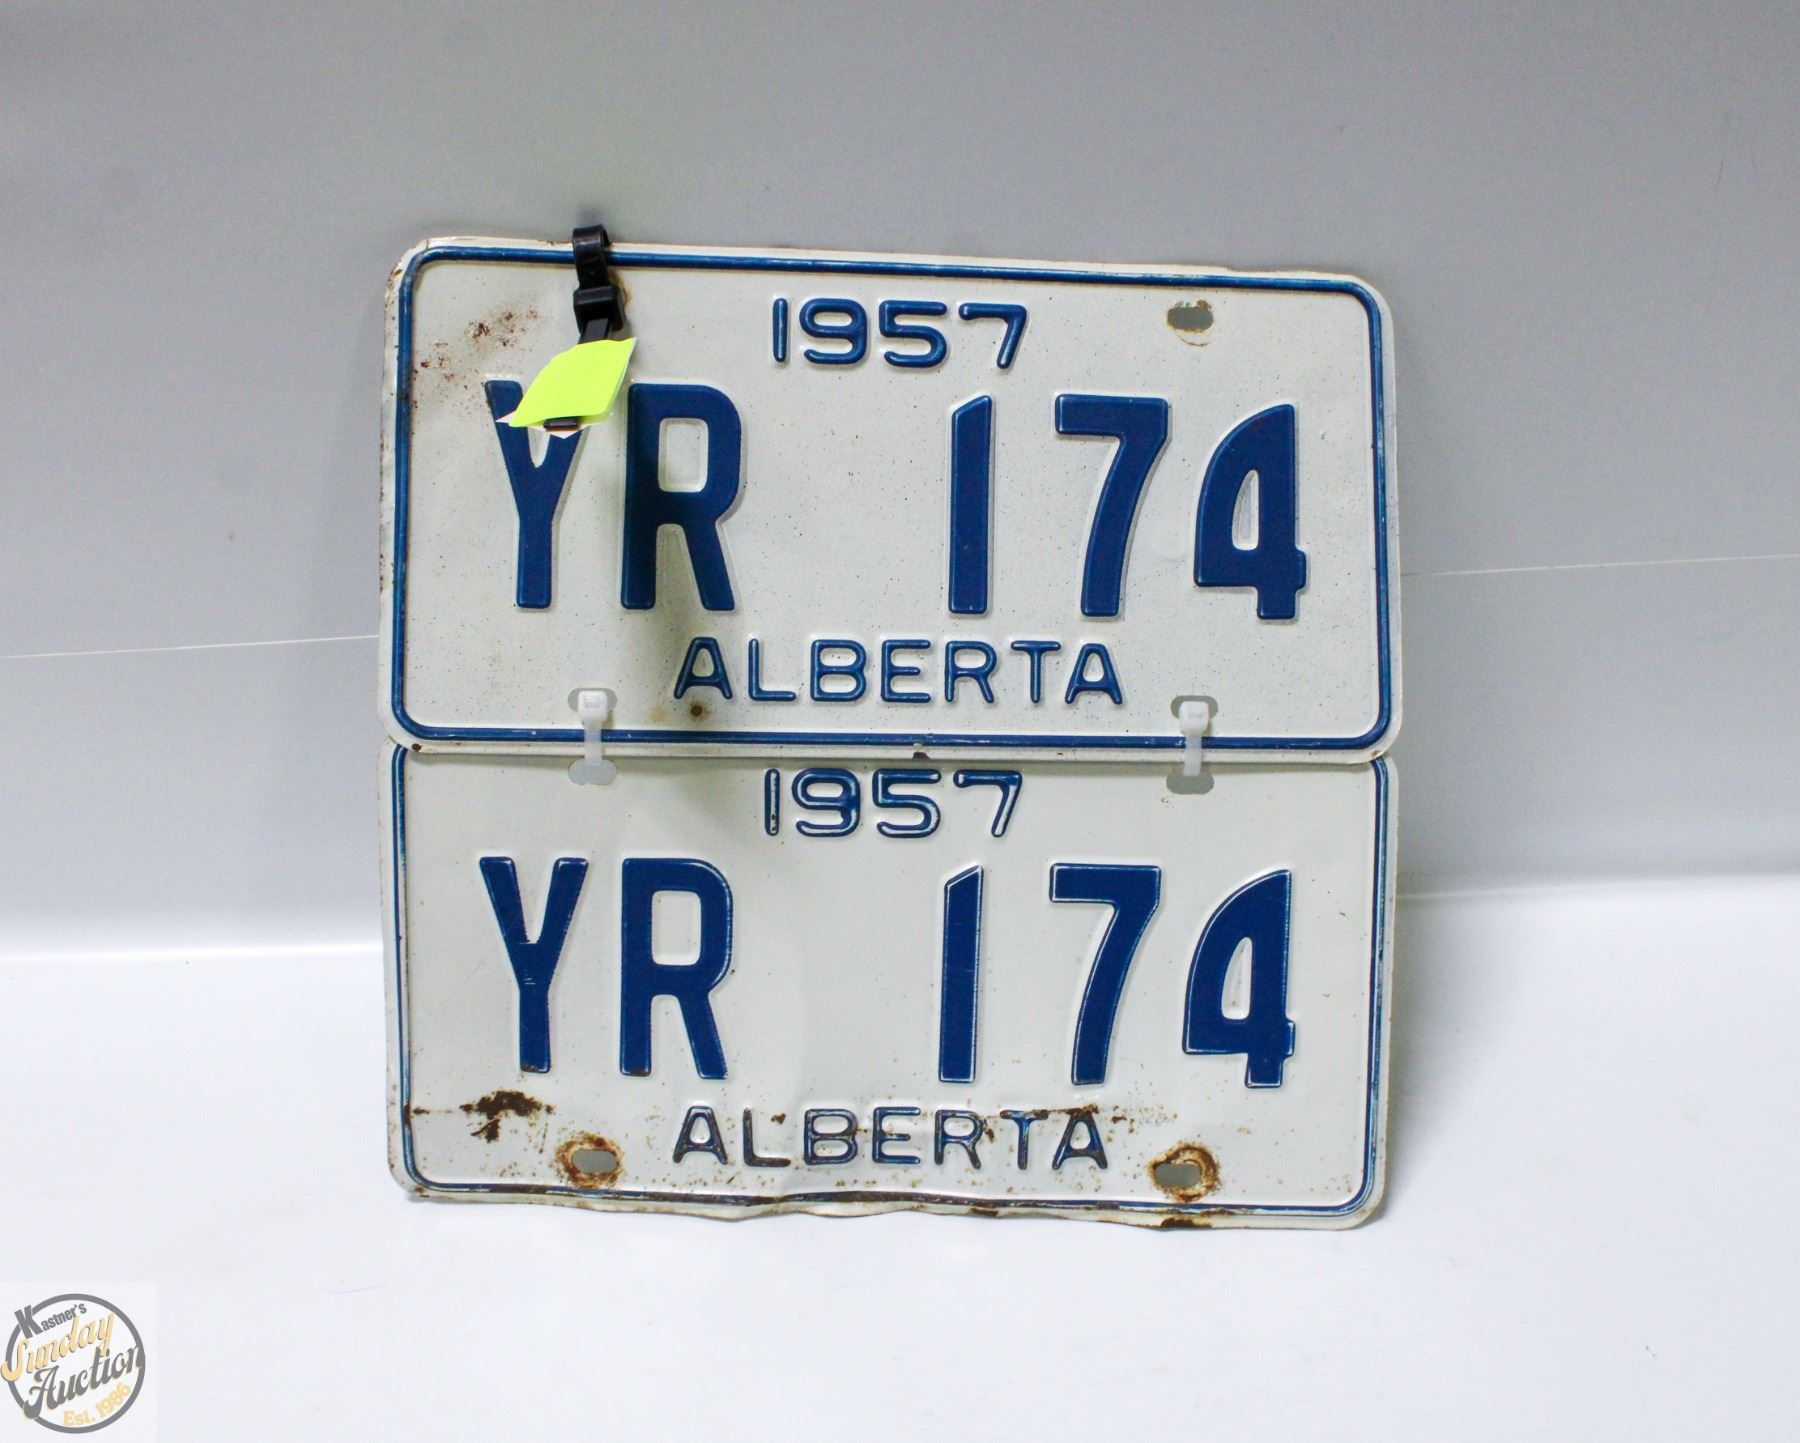 1957
YR 174
ALBERTA
1957
YR 174
ALBERTA
Kastner's
Sunday
Auction
Est. 1986